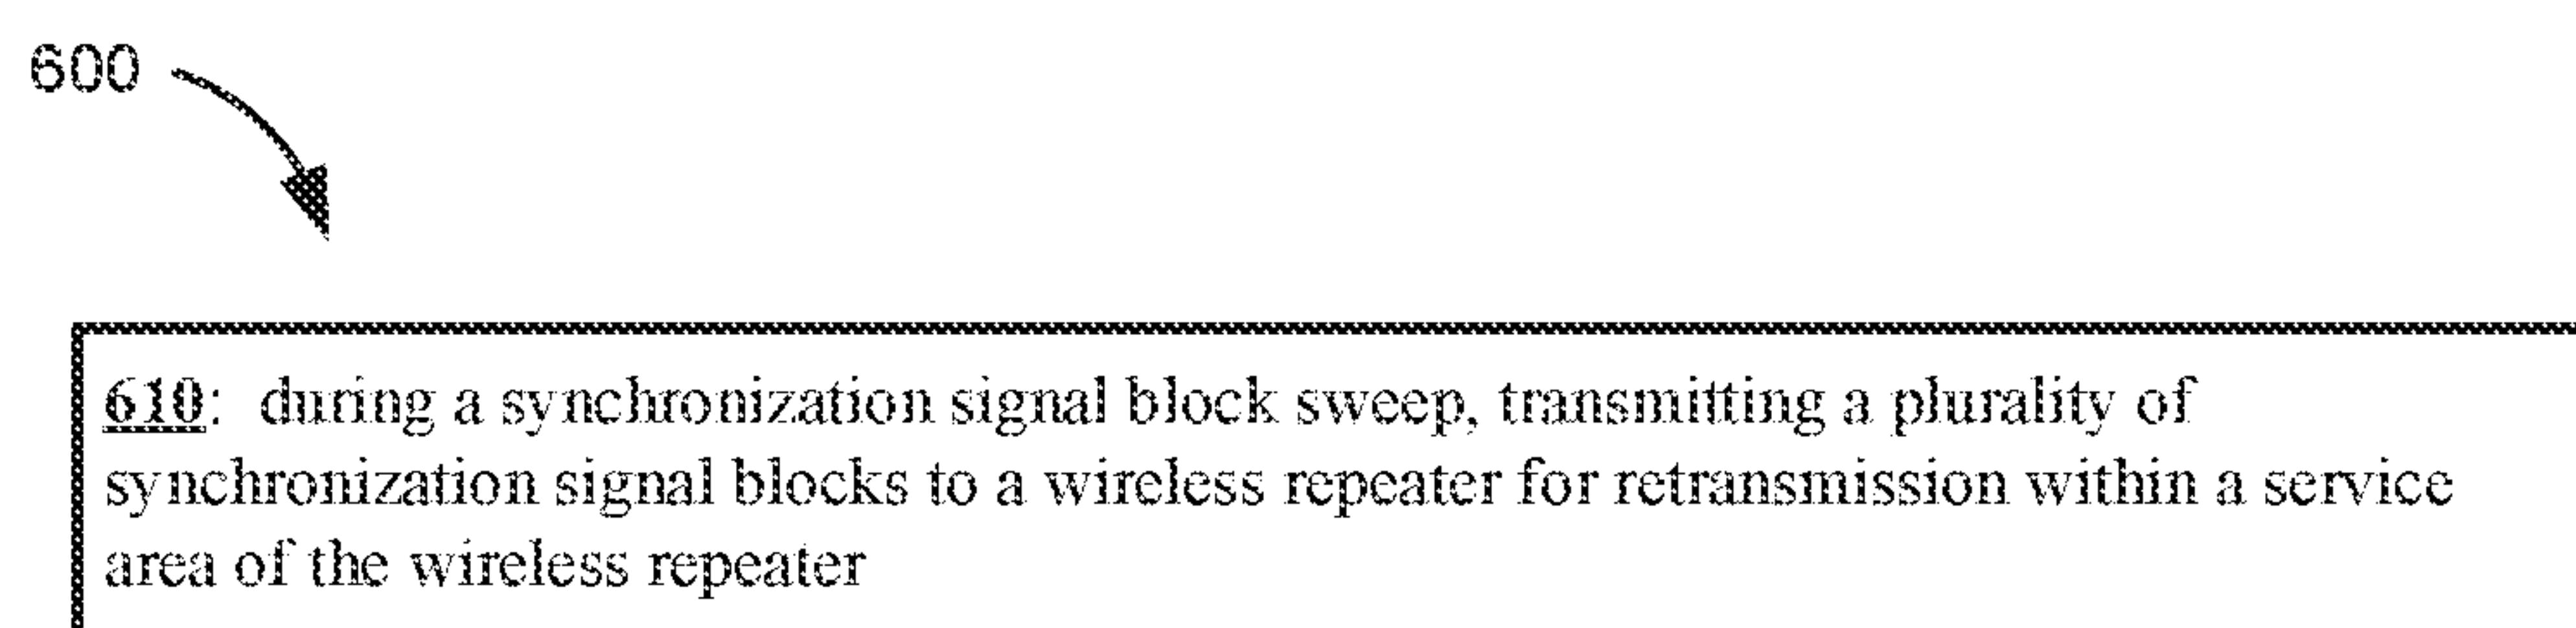 600
610: during a synchronization signal block sweep, transmitting a plurality of
synchronization signal blocks to a wireless repeater for retransmission within a service
area of the wireless repeater